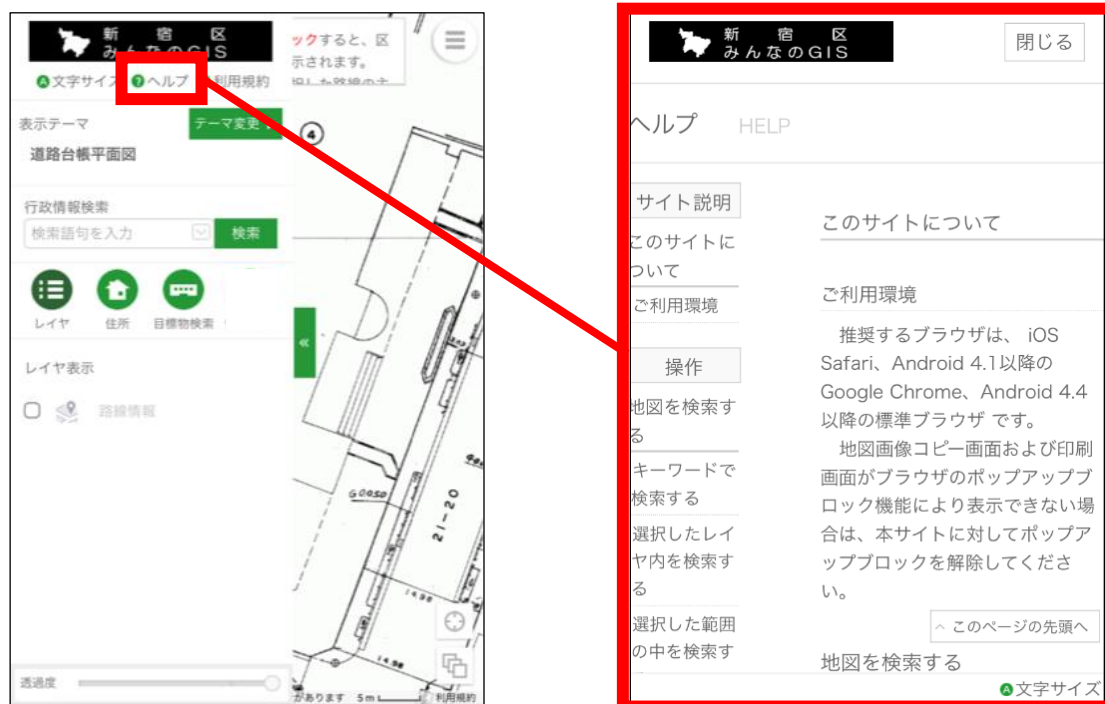 新宿区
みんなのGIS
文字サイズ
ヘルプ
利用規約
表示テーマ
テーマ変更
道路台帳平面図
行政情報検索
検索語句を入力
検索
レイヤ
住所
目標物検索
レイヤ表示
路線情報
透過度
ックすると、区
示されます。
4
G0050
21-20
14.98
14.98
があります
5m
利用規約
新宿区
みんなのGIS
閉じる
ヘルプ HELP
サイト説明
このサイトに
ついて
ご利用環境
操作
地図を検索す
る
キーワードで
検索する
選択したレイ
ヤ内を検索す
る
選択した範囲
の中を検索す
このサイトについて
ご利用環境
推奨するブラウザは、 iOS
Safari、Android 4.1以降の
Google Chrome、Android 4.4
以降の標準ブラウザ です。
地図画像コピー画面および印刷
画面がブラウザのポップアップブ
ロック機能により表示できない場
合は、本サイトに対してポップア
ップブロックを解除してくださ
い。
このページの先頭へ
地図を検索する
文字サイズ